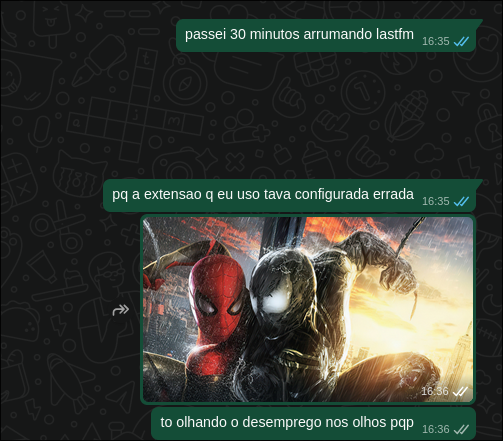 passei 30 minutos arrumando lastfm 16:35
pq a extensao q eu uso tava configurada errada 16:35
16:36
to olhando o desemprego nos olhos pqp 16:36